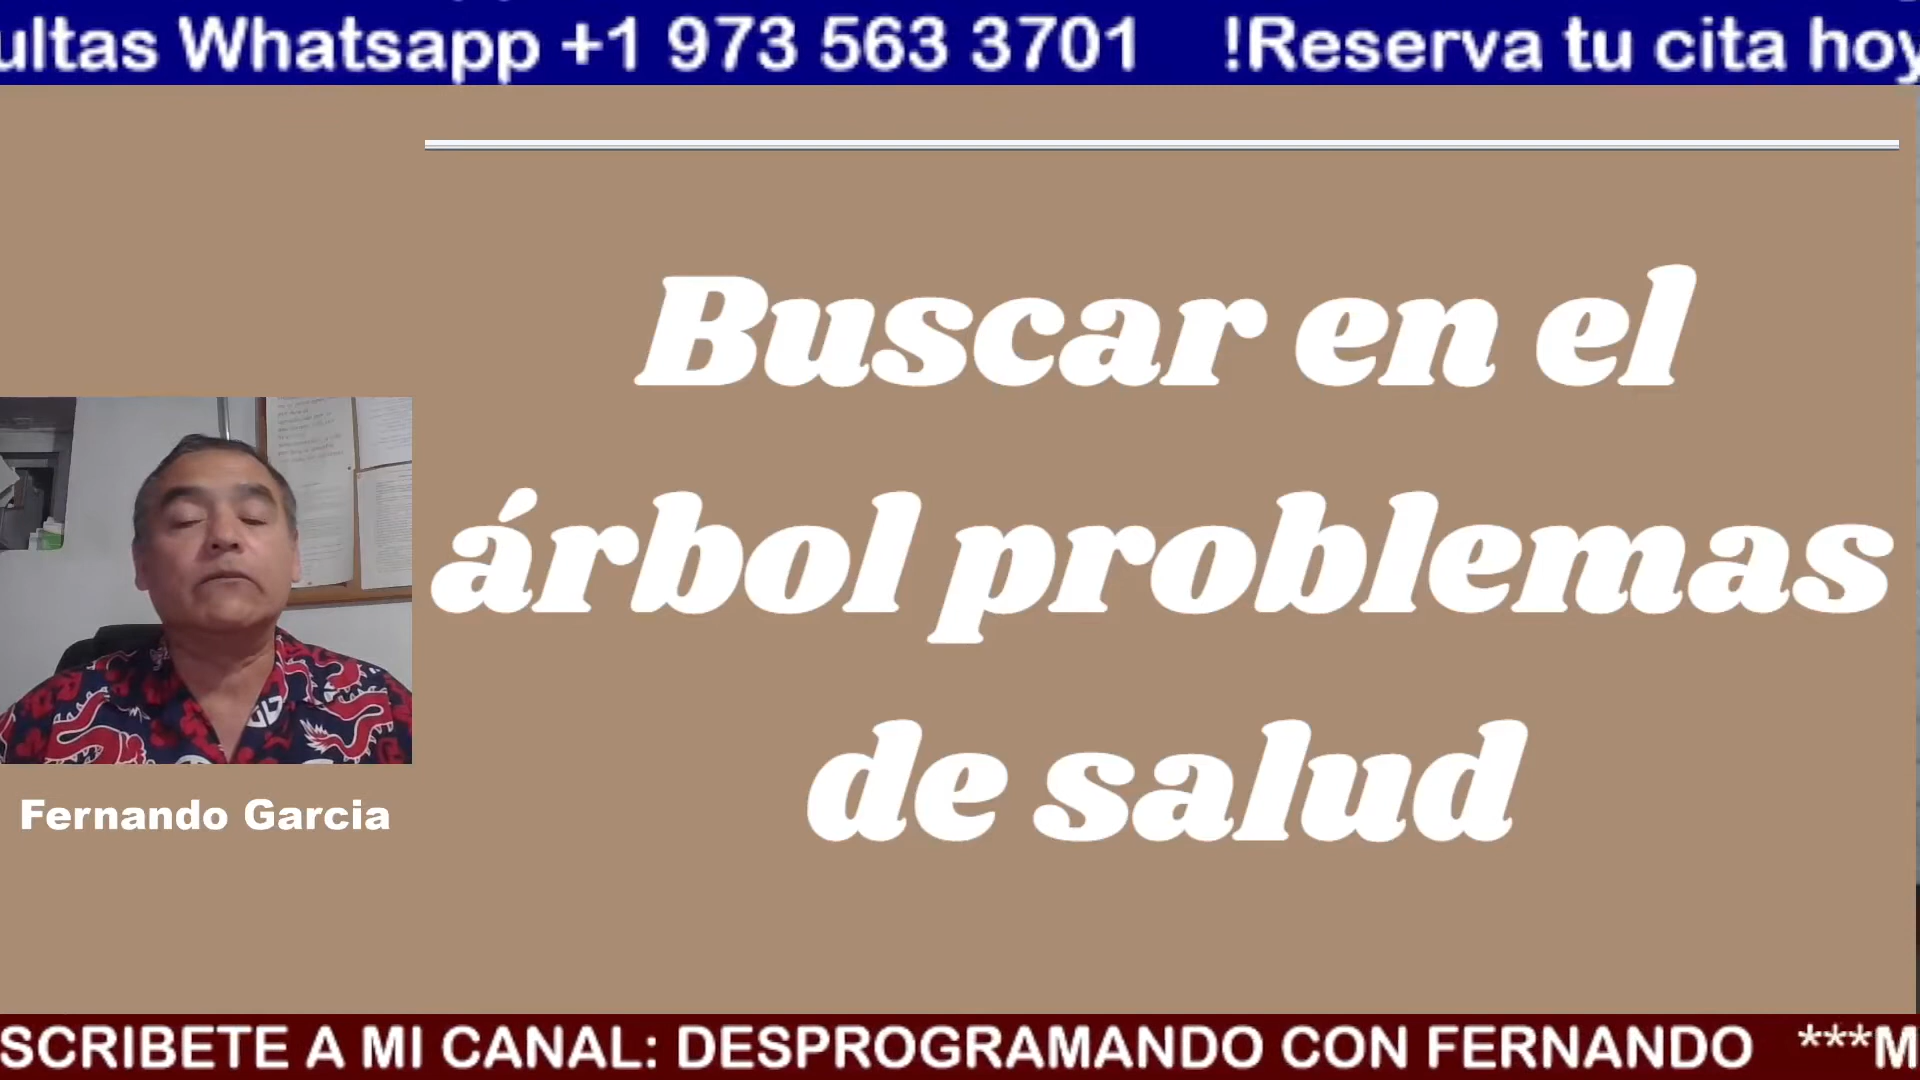 ultas Whatsapp +1 973 563 3701 !Reserva tu cita hoy
Buscar en el
árbol problemas
de salud
Fernando Garcia
SCRIBETE A MI CANAL: DESPROGRAMANDO CON FERNANDO ***M